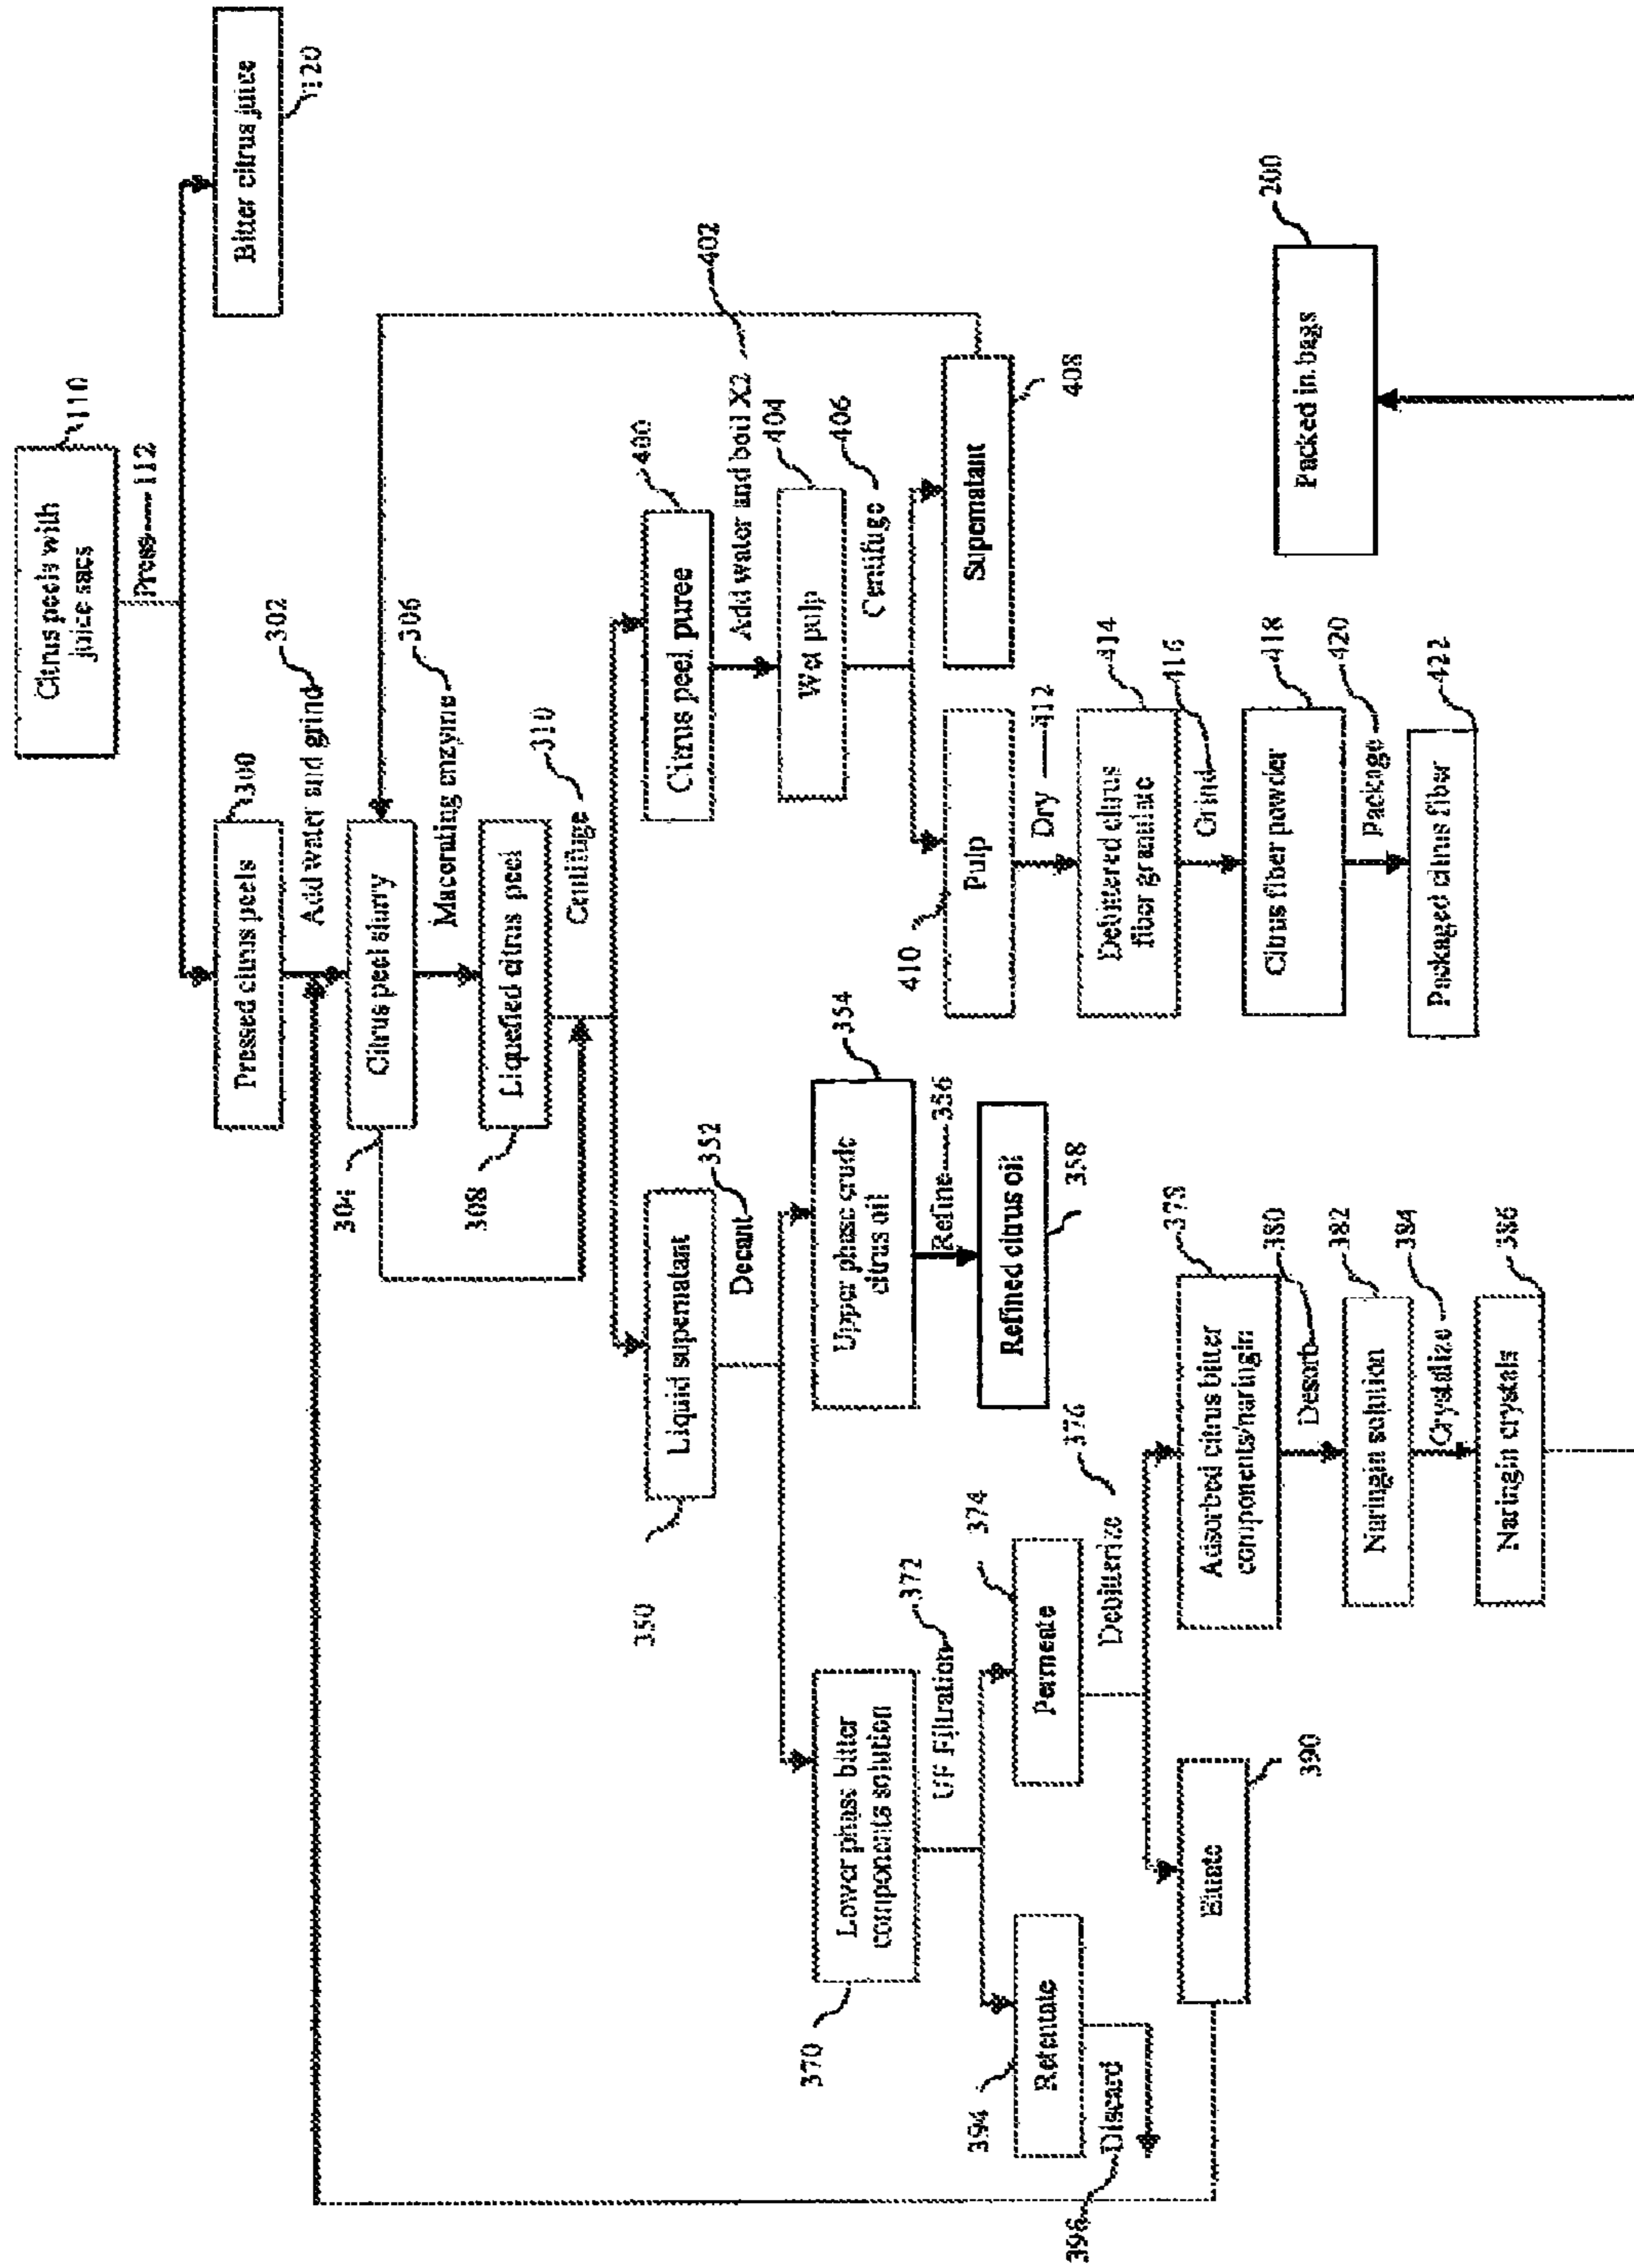 Citrus peels with
juice sacs
110
Press
112
Bitter citrus juice
120
Pressed citrus peels
300
Add water and grind
302
Citrus peel slurry
304
Macerating enzyme
306
Liquefied citrus peel
308
Centrifuge
310
Liquid supernatant
350
Decant
352
Citrus peel puree
400
Add water and boil X2
402
Wet pulp
404
Centrifuge
406
Supernatant
408
Pulp
410
Dry
412
Debittered citrus
fiber granulate
414
Grind
416
Citrus fiber powder
418
Package
420
Packaged citrus fiber
422
Upper phase crude
citrus oil
354
Refine
356
Refined citrus oil
358
Lower phase bitter
components solution
370
UF Filtration
372
Permeate
374
Retentate
394
Discard
396
Debitterize
376
Adsorbed citrus bitter
components/naringin
378
Desorb
380
Naringin solution
382
Crystallize
384
Naringin crystals
386
Eluate
390
Packed in bags
200